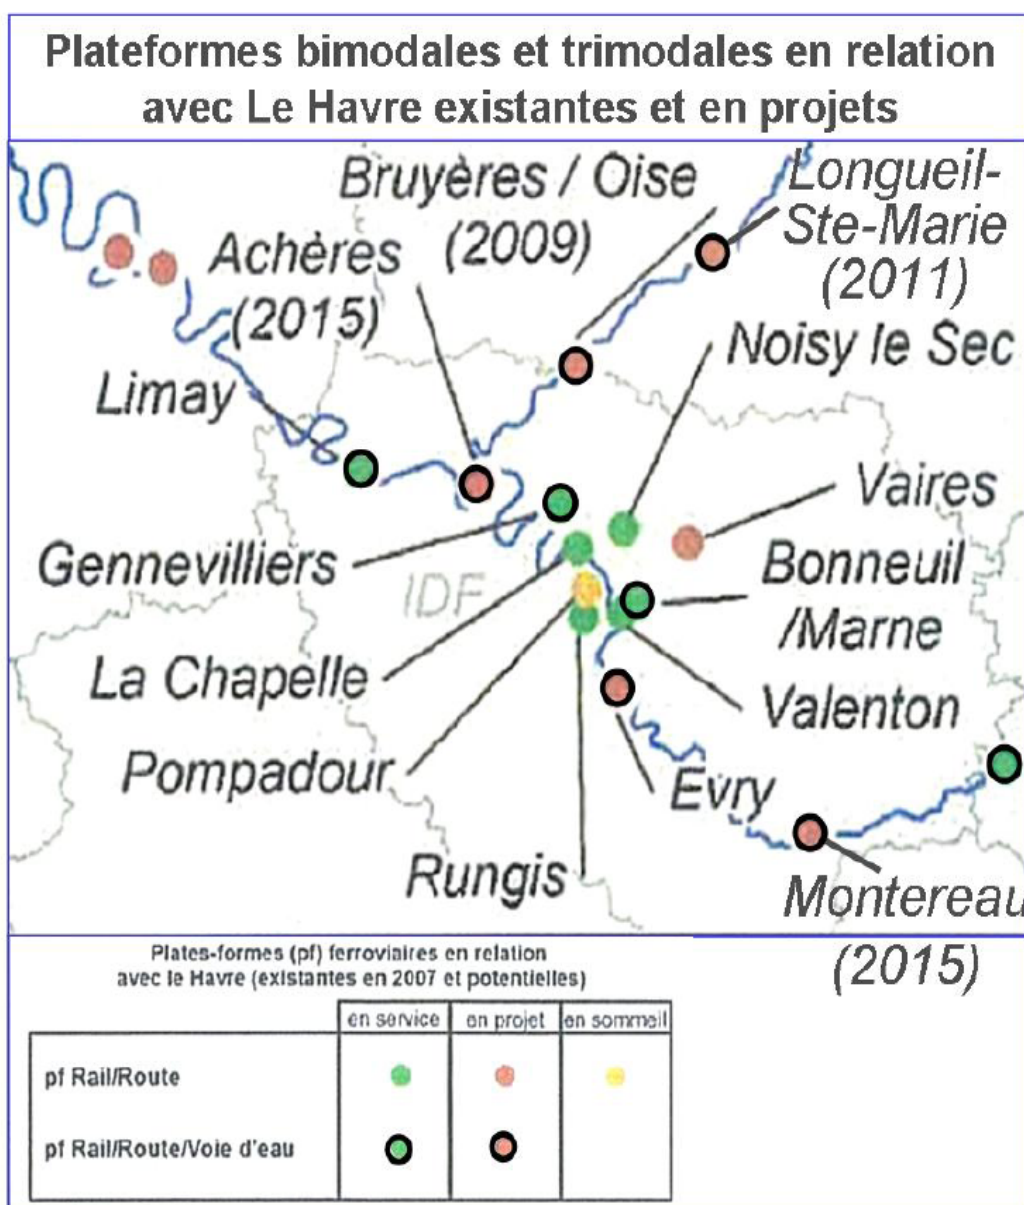 Plateformes bimodales et trimodales en relation
avec Le Havre existantes et en projets
Bruyères / Oise
(2009)
Longueil-
Ste-Marie
(2011)
Achères
(2015)
Noisy le Sec
Limay
Vaires
Gennevilliers
IDF
Bonneuil
/Marne
La Chapelle
Valenton
Pompadour
Evry
Rungis
Montereau
(2015)
Plates-formes (pf) ferroviaires en relation
avec le Havre (existantes en 2007 et potentielles)
en service en projet en sommeil
pf Rail/Route
pf Rail/Route/Voie d'eau